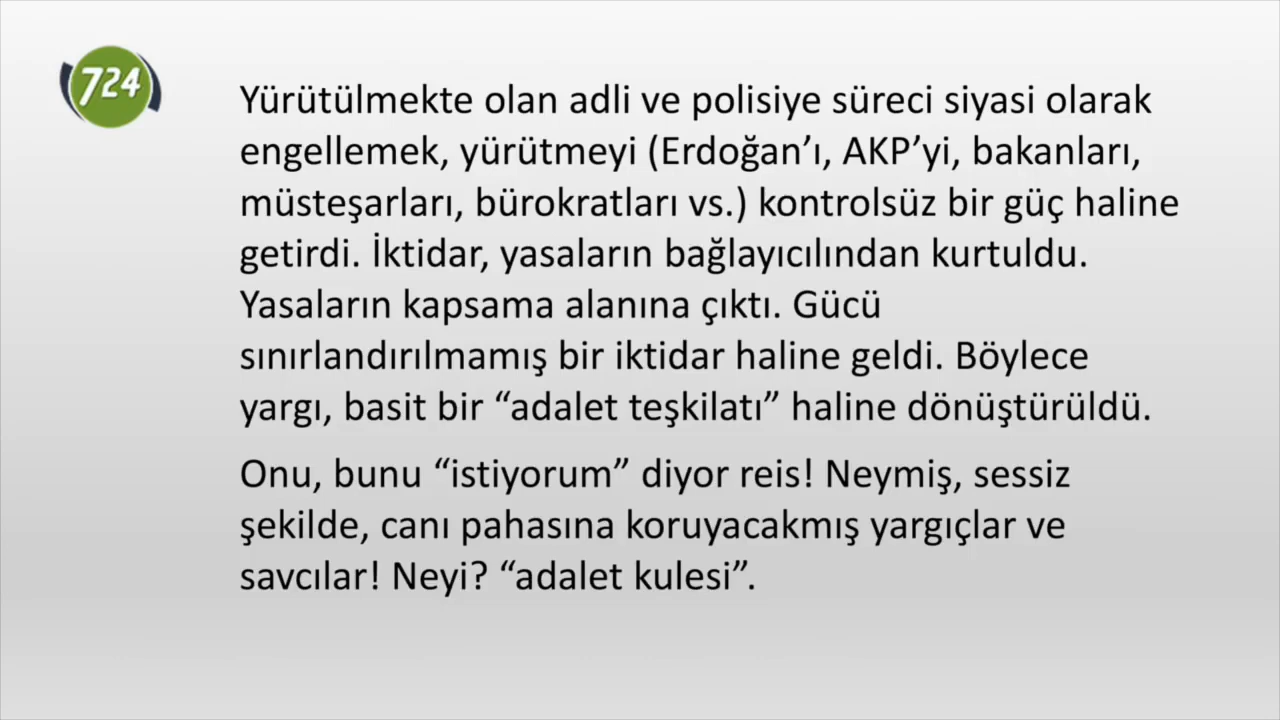 724
Yürütülmekte olan adli ve polisiye süreci siyasi olarak
engellemek, yürütmeyi (Erdoğan’ı, AKP’yi, bakanları,
müsteşarları, bürokratları vs.) kontrolsüz bir güç haline
getirdi. İktidar, yasaların bağlayıcılından kurtuldu.
Yasaların kapsama alanına çıktı. Gücü
sınırlandırılmamış bir iktidar haline geldi. Böylece
yargı, basit bir “adalet teşkilatı” haline dönüştürüldü.
Onu, bunu “istiyorum” diyor reis! Neymiş, sessiz
şekilde, canı pahasına koruyacakmış yargıçlar ve
savcılar! Neyi? “adalet kulesi”.